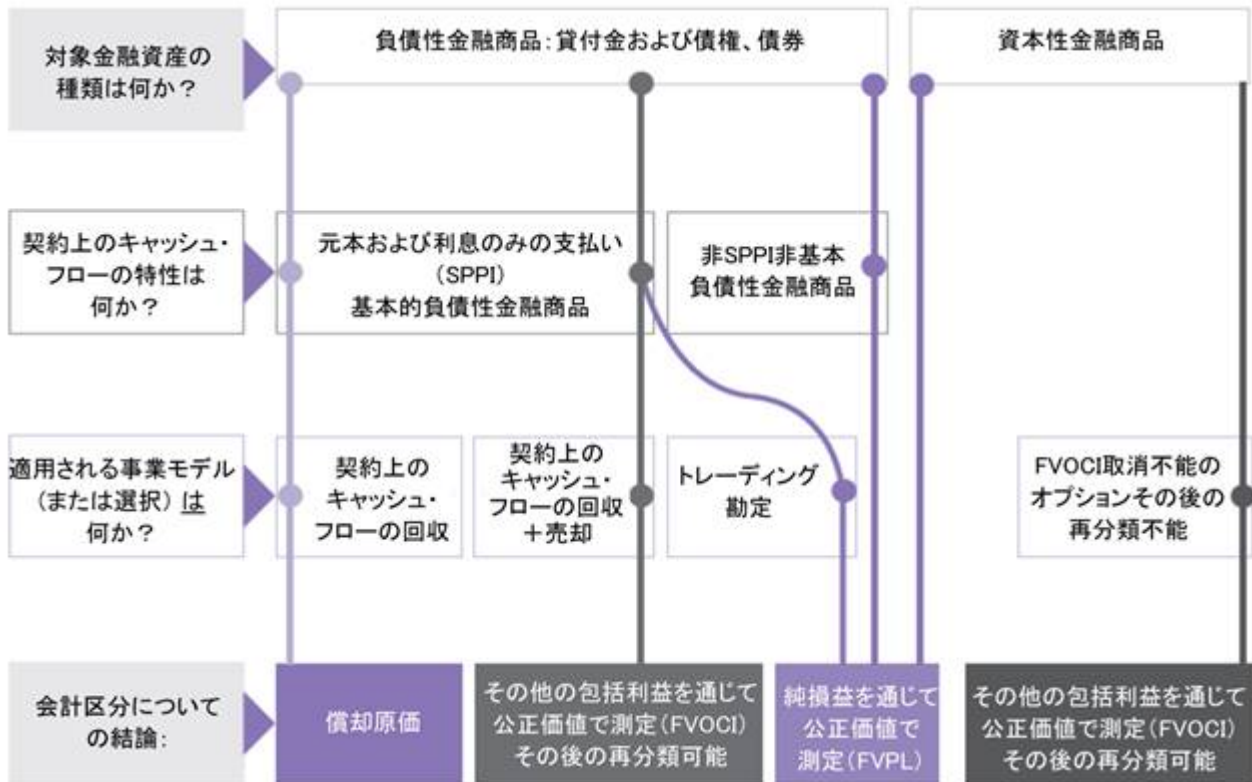 対象金融資産の
種類は何か？
負債性金融商品：貸付金および債権、債券
資本性金融商品
契約上のキャッシュ・
フローの特性は
何か？
元本および利息のみの支払い
（SPPI）
基本的負債性金融商品
非SPPI非基本
負債性金融商品
適用される事業モデル
（または選択）は
何か？
契約上の
キャッシュ・
フローの回収
契約上の
キャッシュ・
フローの回収
＋売却
トレーディング
勘定
FVOCI取消不能の
オプションその後の
再分類不能
会計区分について
の結論：
償却原価
その他の包括利益を通じて
公正価値で測定（FVOCI）
その後の再分類可能
純損益を通じて
公正価値で
測定（FVPL）
その他の包括利益を通じて
公正価値で測定（FVOCI）
その後の再分類可能